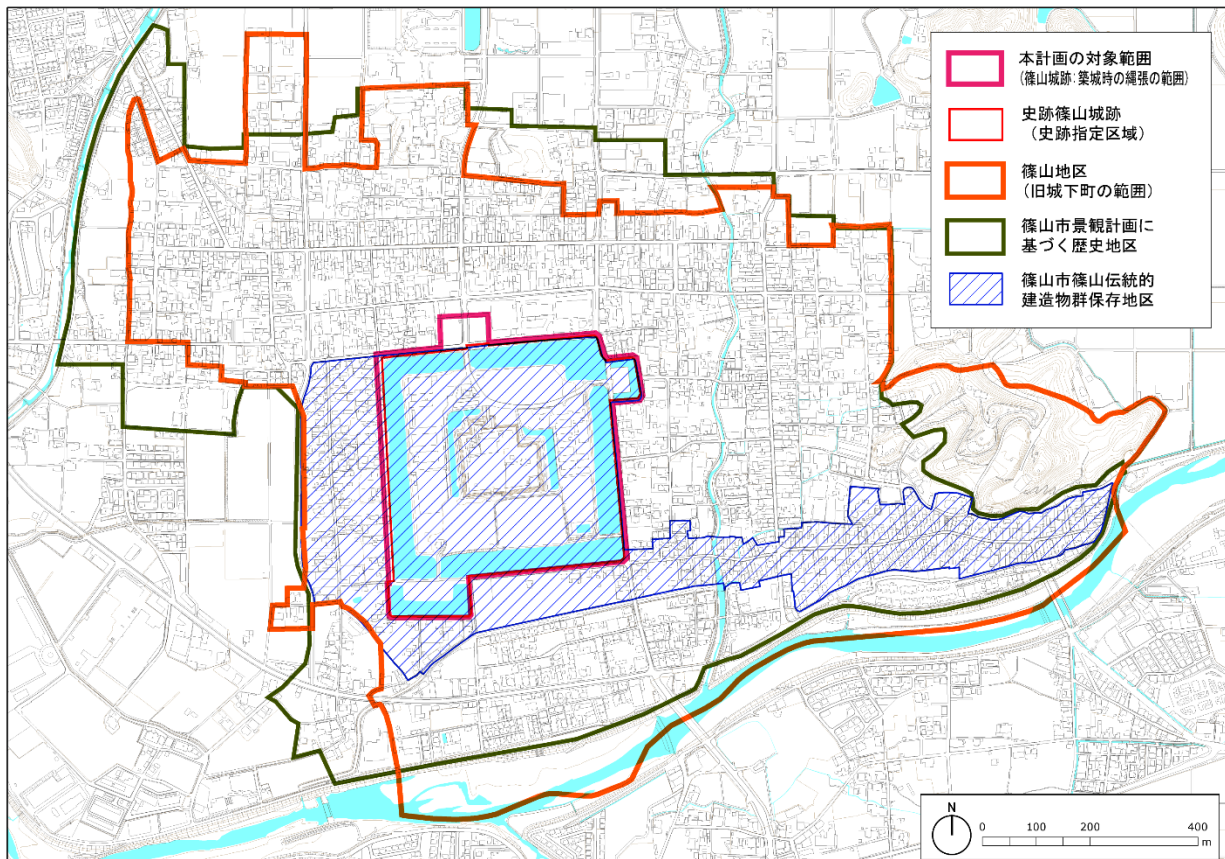 本計画の対象範囲
(篠山城跡:築城時の縄張の範囲)
史跡篠山城跡
(史跡指定区域)
篠山地区
(旧城下町の範囲)
篠山市景観計画に
基づく歴史地区
篠山市篠山伝統的
建造物群保存地区
N
0 100 200 400
m